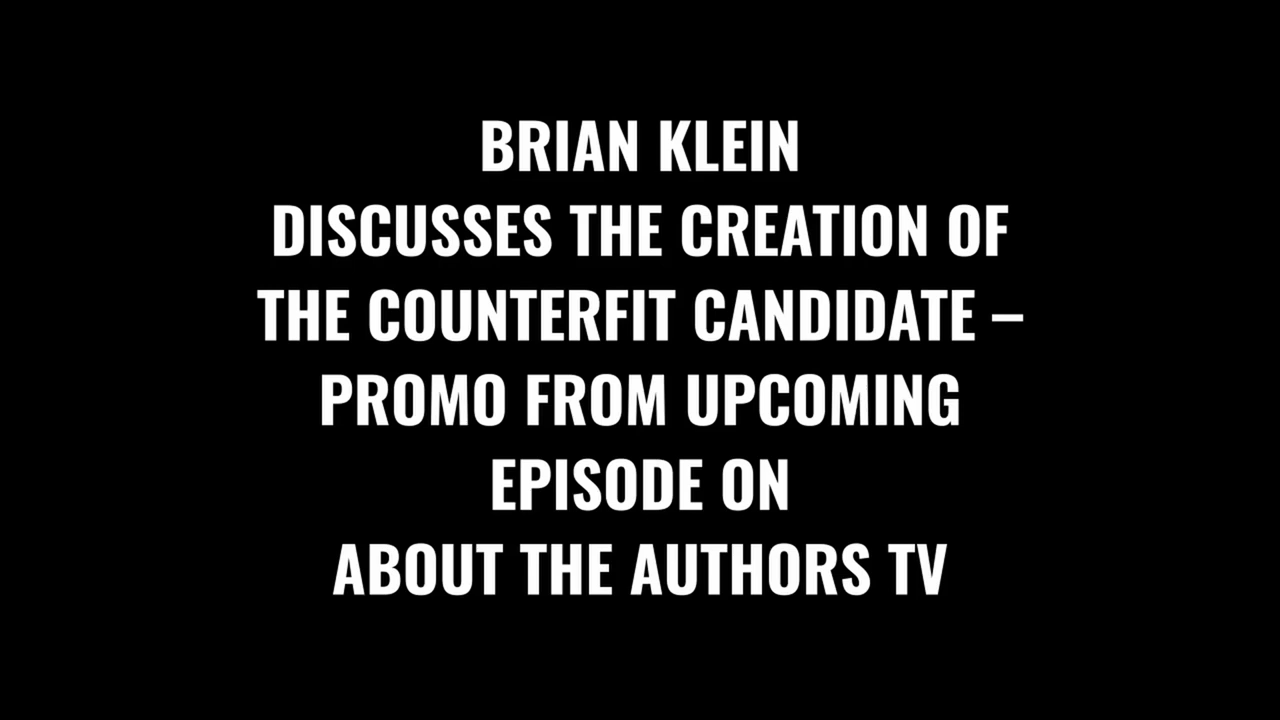 BRIAN KLEIN
DISCUSSES THE CREATION OF
THE COUNTERFIT CANDIDATE –
PROMO FROM UPCOMING
EPISODE ON
ABOUT THE AUTHORS TV